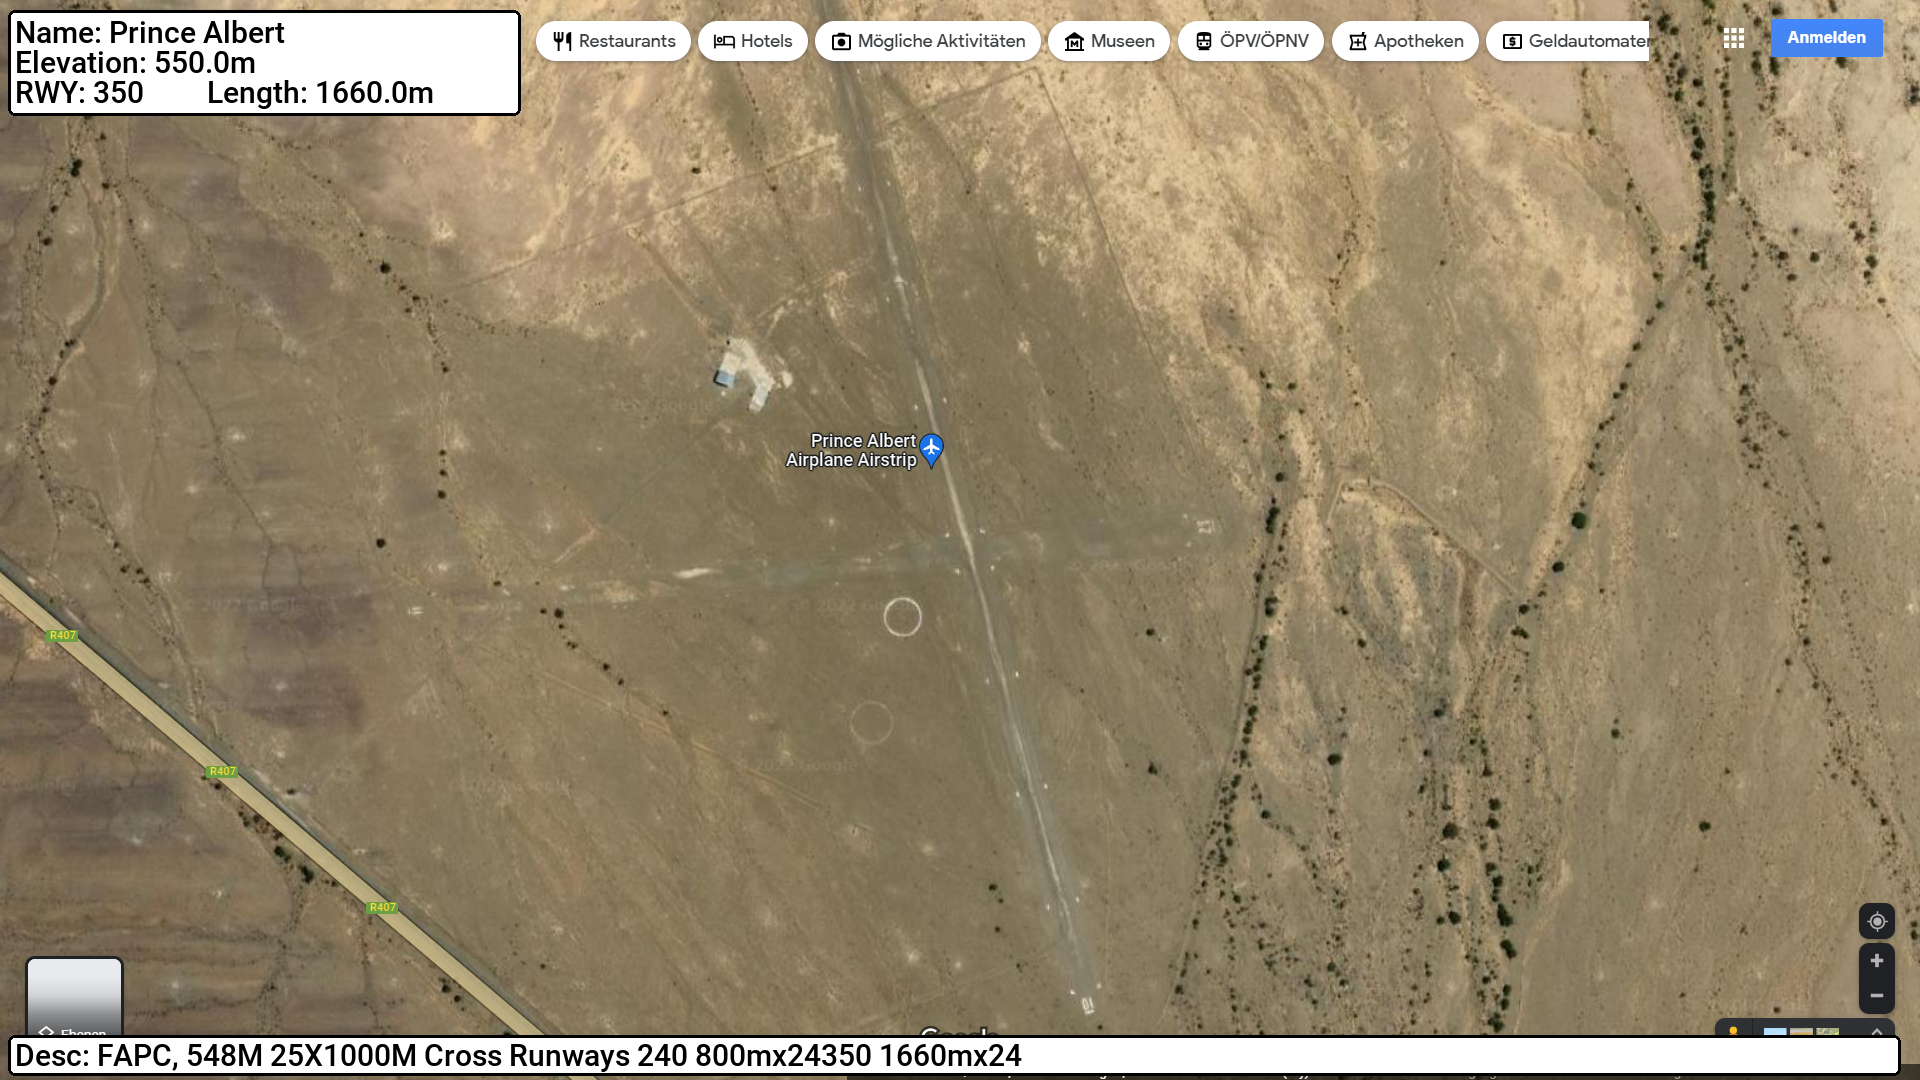 Name: Prince Albert
Elevation: 550.0m
RWY: 350 Length: 1660.0m
Restaurants
Hotels
Mögliche Aktivitäten
Museen
ÖPV/ÖPNV
Apotheken
Geldautomaten
Anmelden
Prince Albert
Airplane Airstrip
R407
R407
R407
Ebenen
Google
Desc: FAPC, 548M 25X1000M Cross Runways 240 800mx24350 1660mx24